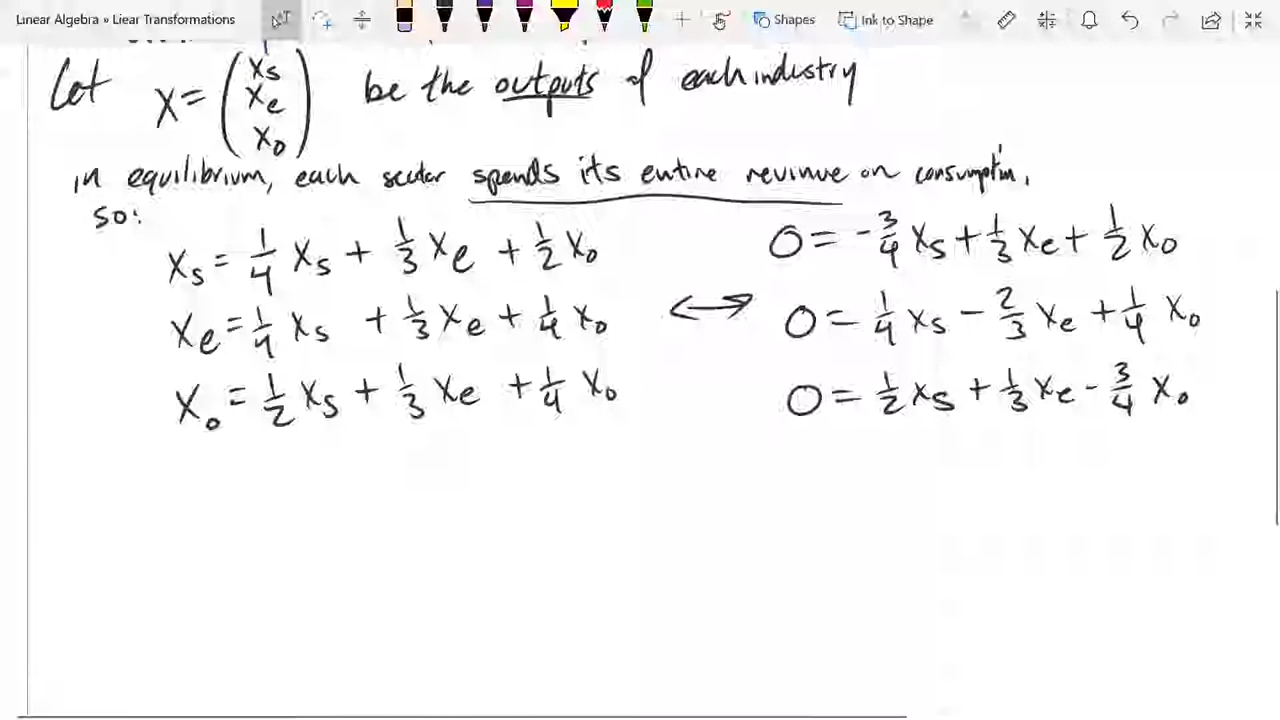 Linear Algebra » Liear Transformations
Shapes
Ink to Shape
Let X = (Xs Xe Xo) be the outputs of each industry
in equilibrium, each sector spends its entire revinue on consumption,
so:
Xs = 1/4 Xs + 1/3 Xe + 1/2 Xo
0 = -3/4 Xs + 1/3 Xe + 1/2 Xo
Xe = 1/4 Xs + 1/3 Xe + 1/4 Xo
↔ 0 = 1/4 Xs - 2/3 Xe + 1/4 Xo
Xo = 1/2 Xs + 1/3 Xe + 1/4 Xo
0 = 1/2 Xs + 1/3 Xe - 3/4 Xo